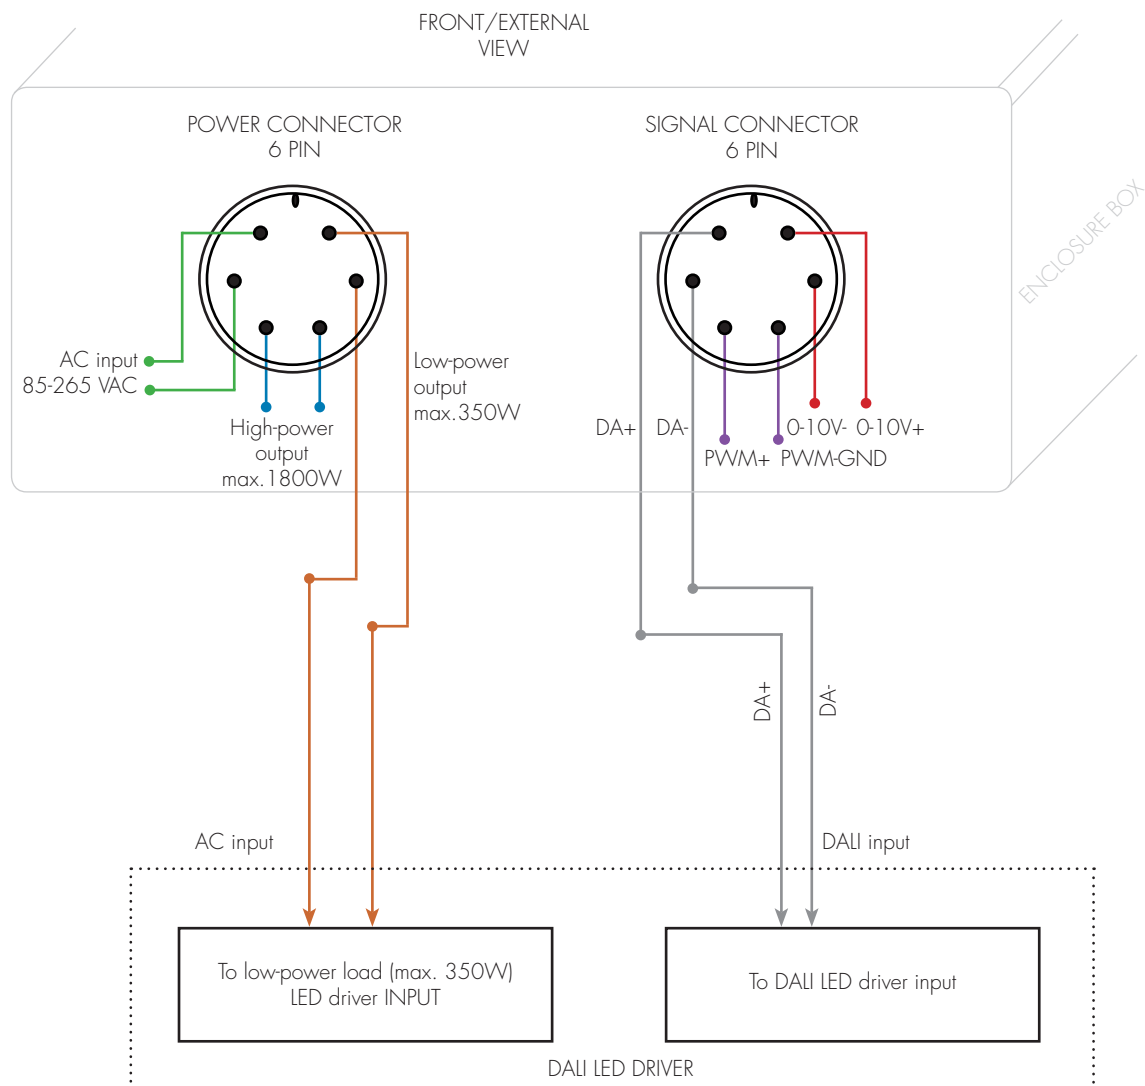 FRONT/EXTERNAL
VIEW
POWER CONNECTOR
6 PIN
SIGNAL CONNECTOR
6 PIN
ENCLOSURE BOX
AC input
85-265 VAC
High-power
output
max.1800W
Low-power
output
max.350W
DA+ DA-
PWM+ PWM-GND
0-10V- 0-10V+
DA+
DA-
AC input
DALI input
To low-power load (max. 350W)
LED driver INPUT
To DALI LED driver input
DALI LED DRIVER